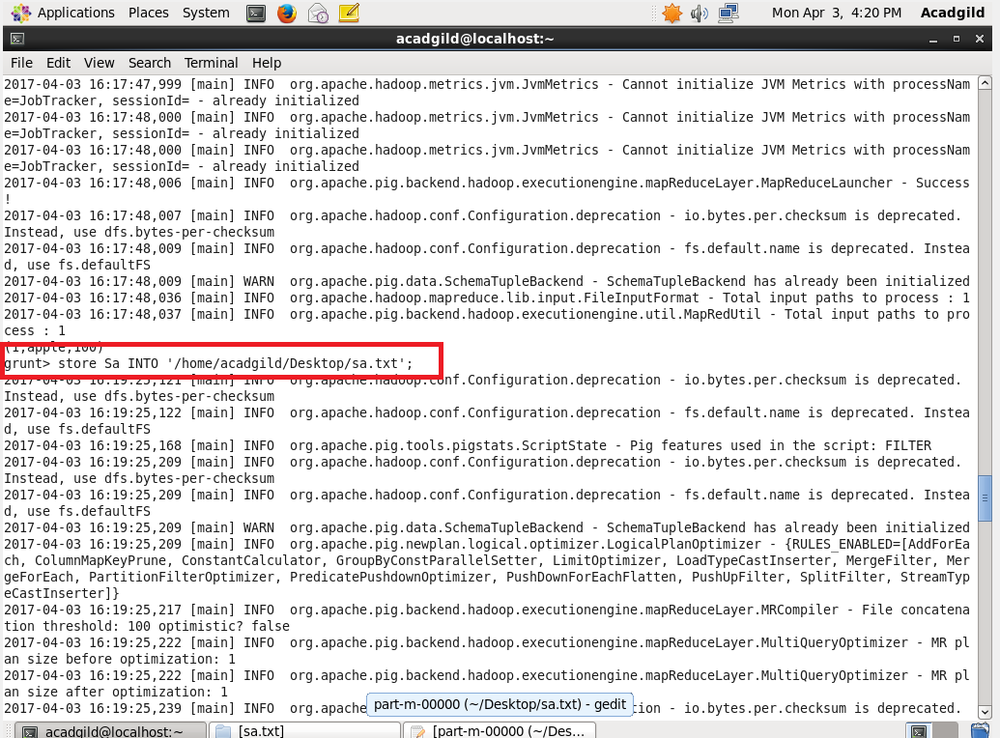 Applications Places System Mon Apr 3, 4:20 PM Acadgild
acadgild@localhost:~
File Edit View Search Terminal Help
2017-04-03 16:17:47,999 [main] INFO  org.apache.hadoop.metrics.jvm.JvmMetrics - Cannot initialize JVM Metrics with processNam
e=JobTracker, sessionId= - already initialized
2017-04-03 16:17:48,000 [main] INFO  org.apache.hadoop.metrics.jvm.JvmMetrics - Cannot initialize JVM Metrics with processNam
e=JobTracker, sessionId= - already initialized
2017-04-03 16:17:48,000 [main] INFO  org.apache.hadoop.metrics.jvm.JvmMetrics - Cannot initialize JVM Metrics with processNam
e=JobTracker, sessionId= - already initialized
2017-04-03 16:17:48,006 [main] INFO  org.apache.pig.backend.hadoop.executionengine.mapReduceLayer.MapReduceLauncher - Success
!
2017-04-03 16:17:48,007 [main] INFO  org.apache.hadoop.conf.Configuration.deprecation - io.bytes.per.checksum is deprecated.
Instead, use dfs.bytes-per-checksum
2017-04-03 16:17:48,009 [main] INFO  org.apache.hadoop.conf.Configuration.deprecation - fs.default.name is deprecated. Instea
d, use fs.defaultFS
2017-04-03 16:17:48,009 [main] WARN  org.apache.pig.data.SchemaTupleBackend - SchemaTupleBackend has already been initialized
2017-04-03 16:17:48,036 [main] INFO  org.apache.hadoop.mapreduce.lib.input.FileInputFormat - Total input paths to process : 1
2017-04-03 16:17:48,037 [main] INFO  org.apache.pig.backend.hadoop.executionengine.util.MapRedUtil - Total input paths to pro
cess : 1
(1,apple,100)
grunt> store Sa INTO '/home/acadgild/Desktop/sa.txt';
2017-04-03 16:19:25,121 [main] INFO  org.apache.hadoop.conf.Configuration.deprecation - io.bytes.per.checksum is deprecated.
Instead, use dfs.bytes-per-checksum
2017-04-03 16:19:25,122 [main] INFO  org.apache.hadoop.conf.Configuration.deprecation - fs.default.name is deprecated. Instea
d, use fs.defaultFS
2017-04-03 16:19:25,168 [main] INFO  org.apache.pig.tools.pigstats.ScriptState - Pig features used in the script: FILTER
2017-04-03 16:19:25,209 [main] INFO  org.apache.hadoop.conf.Configuration.deprecation - io.bytes.per.checksum is deprecated.
Instead, use dfs.bytes-per-checksum
2017-04-03 16:19:25,209 [main] INFO  org.apache.hadoop.conf.Configuration.deprecation - fs.default.name is deprecated. Instea
d, use fs.defaultFS
2017-04-03 16:19:25,209 [main] WARN  org.apache.pig.data.SchemaTupleBackend - SchemaTupleBackend has already been initialized
2017-04-03 16:19:25,209 [main] INFO  org.apache.pig.newplan.logical.optimizer.LogicalPlanOptimizer - {RULES_ENABLED=[AddForEa
ch, ColumnMapKeyPrune, ConstantCalculator, GroupByConstParallelSetter, LimitOptimizer, LoadTypeCastInserter, MergeFilter, Mer
geForEach, PartitionFilterOptimizer, PredicatePushdownOptimizer, PushDownForEachFlatten, PushUpFilter, SplitFilter, StreamTyp
eCastInserter]}
2017-04-03 16:19:25,217 [main] INFO  org.apache.pig.backend.hadoop.executionengine.mapReduceLayer.MRCompiler - File concatena
tion threshold: 100 optimistic? false
2017-04-03 16:19:25,222 [main] INFO  org.apache.pig.backend.hadoop.executionengine.mapReduceLayer.MultiQueryOptimizer - MR pl
an size before optimization: 1
2017-04-03 16:19:25,222 [main] INFO  org.apache.pig.backend.hadoop.executionengine.mapReduceLayer.MultiQueryOptimizer - MR pl
an size after optimization: 1
2017-04-03 16:19:25,239 [main] INFO  org.apache cion - io.bytes.per.checksum is deprecated.
part-m-00000 (~/Desktop/sa.txt) - gedit
acadgild@localhost:~ [sa.txt] [part-m-00000 (~/Des...